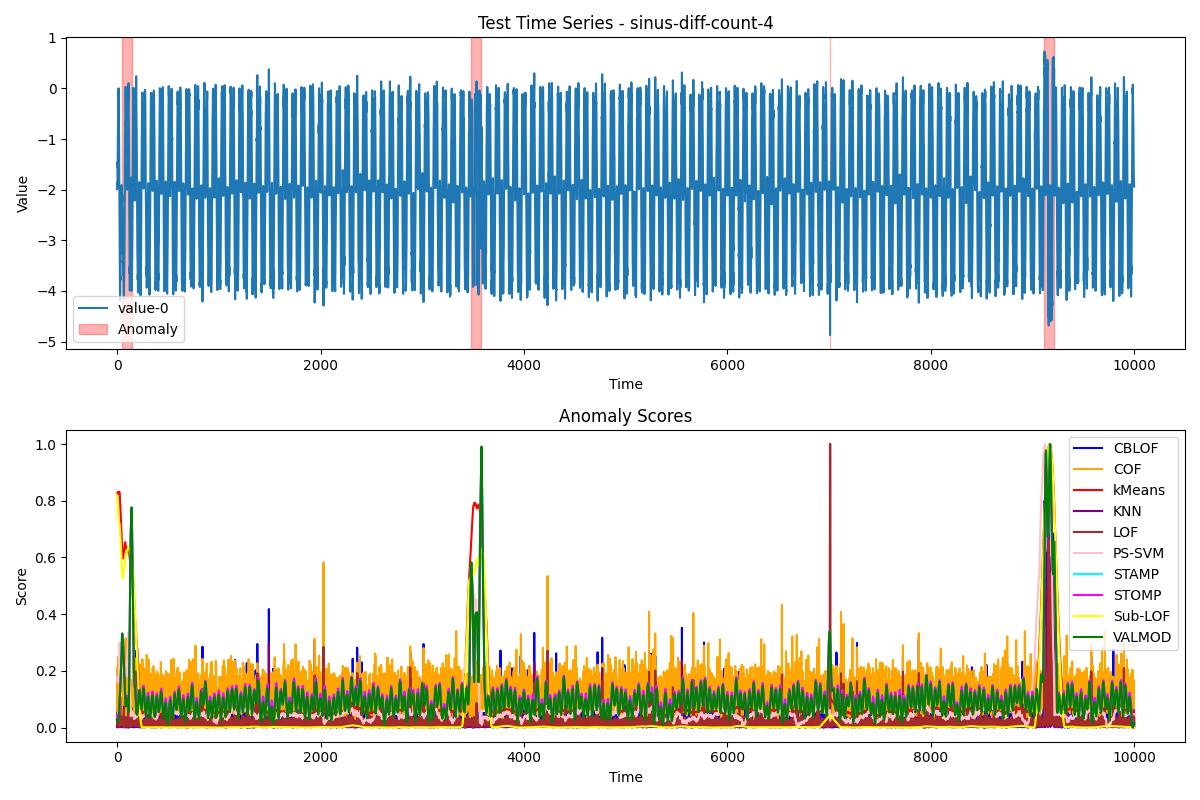 Test Time Series - sinus-diff-count-4
1
0
−1
−2
−3
−4
−5
Value
value-0
Anomaly
0
2000
4000
6000
8000
10000
Time
Anomaly Scores
1.0
0.8
0.6
0.4
0.2
0.0
Score
CBLOF
COF
kMeans
KNN
LOF
PS-SVM
STAMP
STOMP
Sub-LOF
VALMOD
0
2000
4000
6000
8000
10000
Time